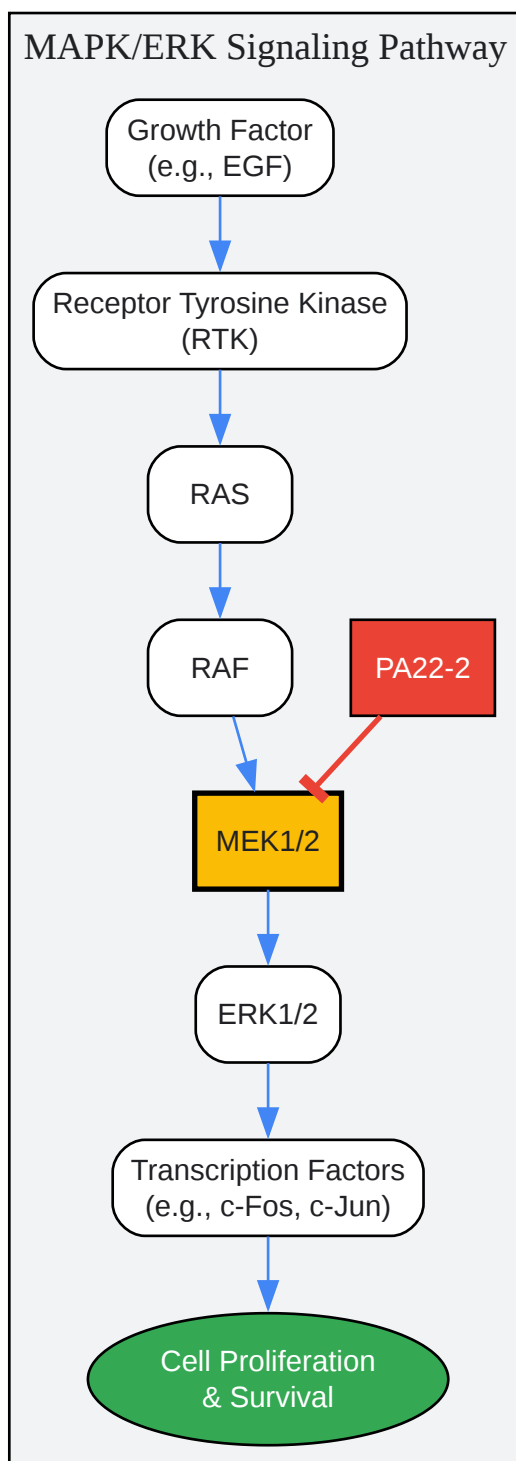 MAPK/ERK Signaling Pathway
Growth Factor
(e.g., EGF)
Receptor Tyrosine Kinase
(RTK)
RAS
RAF
PA22-2
MEK1/2
ERK1/2
Transcription Factors
(e.g., c-Fos, c-Jun)
Cell Proliferation
& Survival